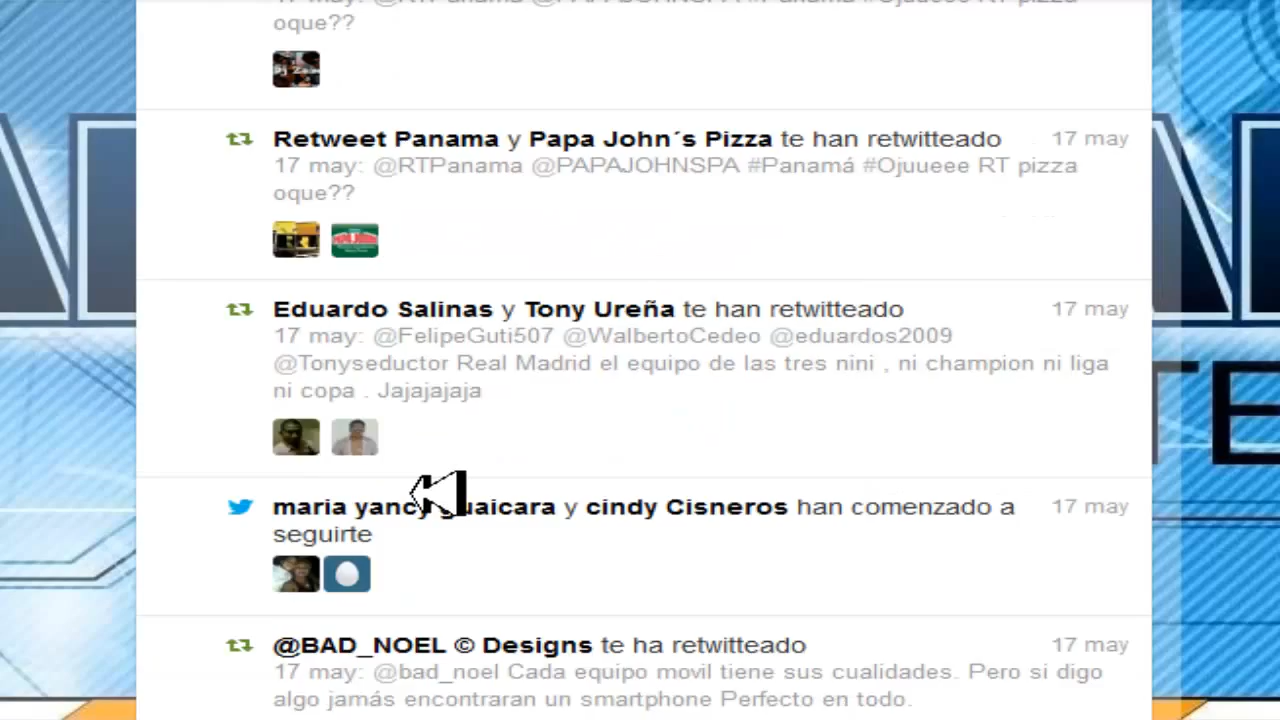 oque??
Retweet Panama y Papa John´s Pizza te han retwitteado 17 may
17 may: @RTPanama @PAPAJOHNSPA #Panamá #Ojuueee RT pizza
oque??
Eduardo Salinas y Tony Ureña te han retwitteado 17 may
17 may: @FelipeGuti507 @WalbertoCedeo @eduardos2009
@Tonyseductor Real Madrid el equipo de las tres nini , ni champion ni liga
ni copa . Jajajajaja
maria yancy guaicara y cindy Cisneros han comenzado a 17 may
seguirte
@BAD_NOEL © Designs te ha retwitteado 17 may
17 may: @bad_noel Cada equipo movil tiene sus cualidades. Pero si digo
algo jamás encontraran un smartphone Perfecto en todo.